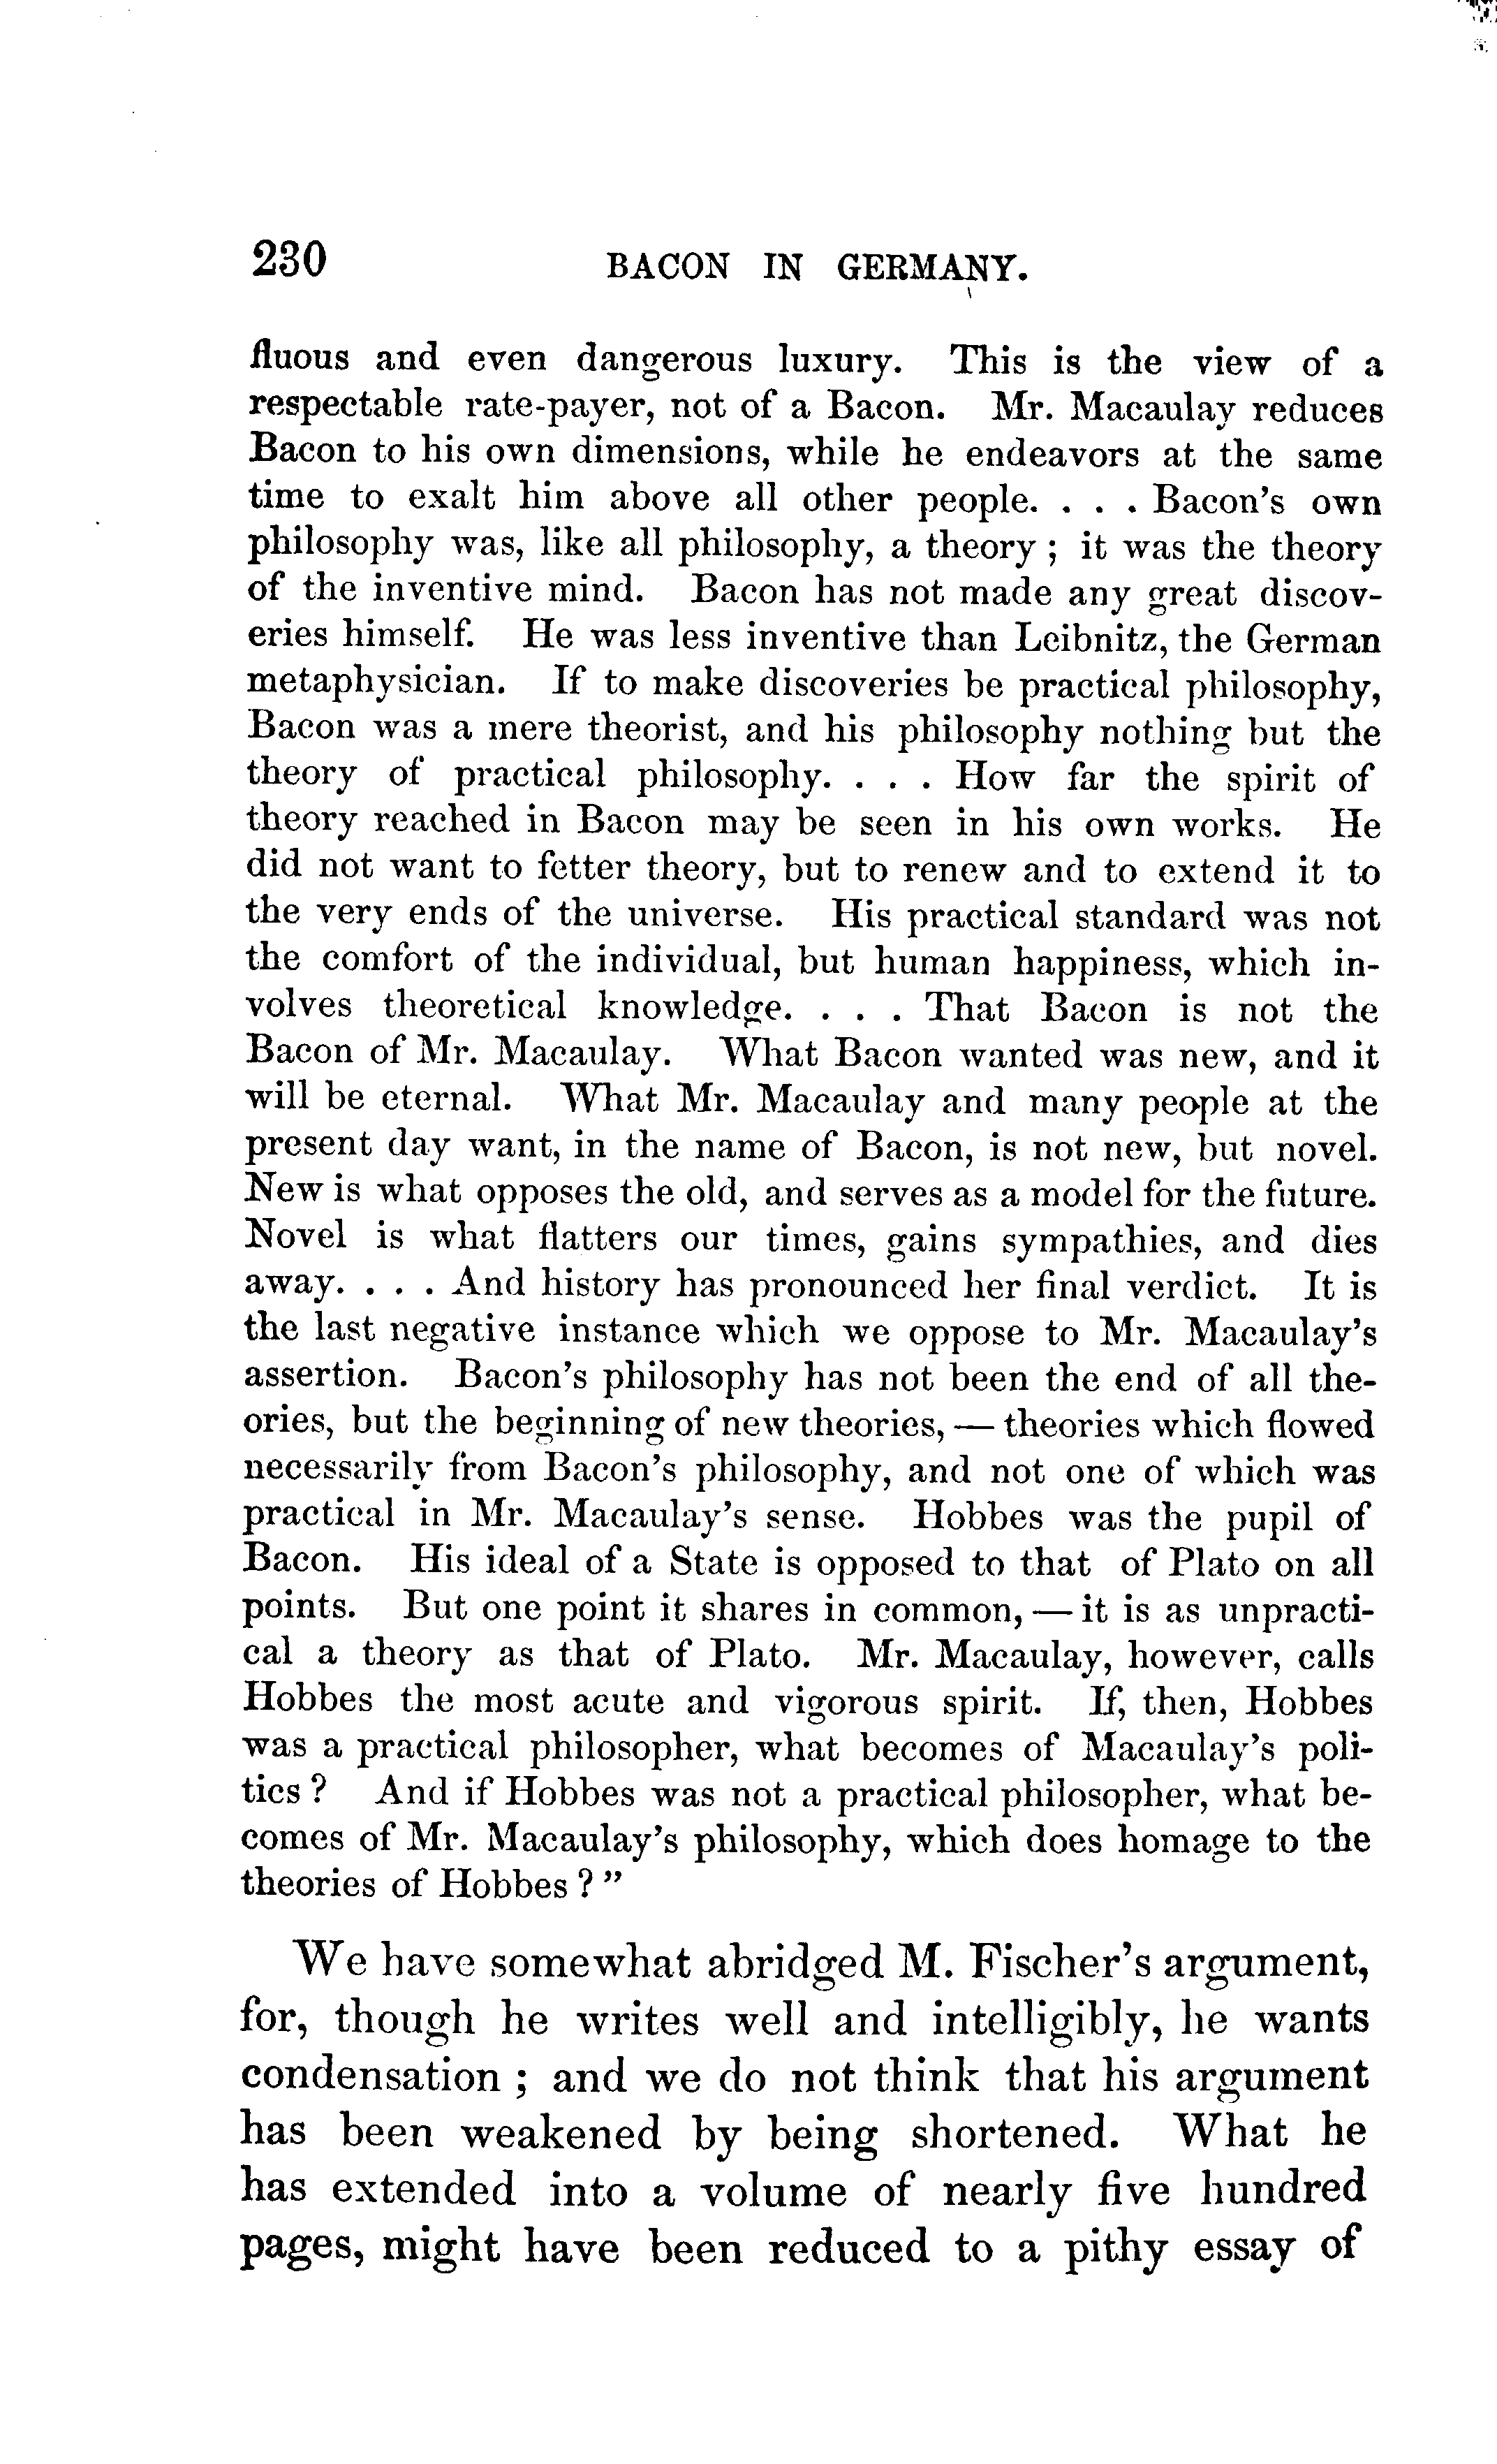 230 BACON IN GERMANY.
fluous and even dangerous luxury. This is the view of a
respectable rate-payer, not of a Bacon. Mr. Macaulay reduces
Bacon to his own dimensions, while he endeavors at the same
time to exalt him above all other people. . . . Bacon's own
philosophy was, like all philosophy, a theory ; it was the theory
of the inventive mind. Bacon has not made any great discov-
eries himself. He was less inventive than Leibnitz, the German
metaphysician. If to make discoveries be practical philosophy,
Bacon was a mere theorist, and his philosophy nothing but the
theory of practical philosophy. . . . How far the spirit of
theory reached in Bacon may be seen in his own works. He
did not want to fetter theory, but to renew and to extend it to
the very ends of the universe. His practical standard was not
the comfort of the individual, but human happiness, which in-
volves theoretical knowledge. . . . That Bacon is not the
Bacon of Mr. Macaulay. What Bacon wanted was new, and it
will be eternal. What Mr. Macaulay and many people at the
present day want, in the name of Bacon, is not new, but novel.
New is what opposes the old, and serves as a model for the future.
Novel is what flatters our times, gains sympathies, and dies
away. . . . And history has pronounced her final verdict. It is
the last negative instance which we oppose to Mr. Macaulay's
assertion. Bacon's philosophy has not been the end of all the-
ories, but the beginning of new theories, — theories which flowed
necessarily from Bacon's philosophy, and not one of which was
practical in Mr. Macaulay's sense. Hobbes was the pupil of
Bacon. His ideal of a State is opposed to that of Plato on all
points. But one point it shares in common, — it is as unpracti-
cal a theory as that of Plato. Mr. Macaulay, however, calls
Hobbes the most acute and vigorous spirit. If, then, Hobbes
was a practical philosopher, what becomes of Macaulay's poli-
tics ? And if Hobbes was not a practical philosopher, what be-
comes of Mr. Macaulay's philosophy, which does homage to the
theories of Hobbes ? "
We have somewhat abridged M. Fischer's argument,
for, though he writes well and intelligibly, he wants
condensation ; and we do not think that his argument
has been weakened by being shortened. What he
has extended into a volume of nearly five hundred
pages, might have been reduced to a pithy essay of